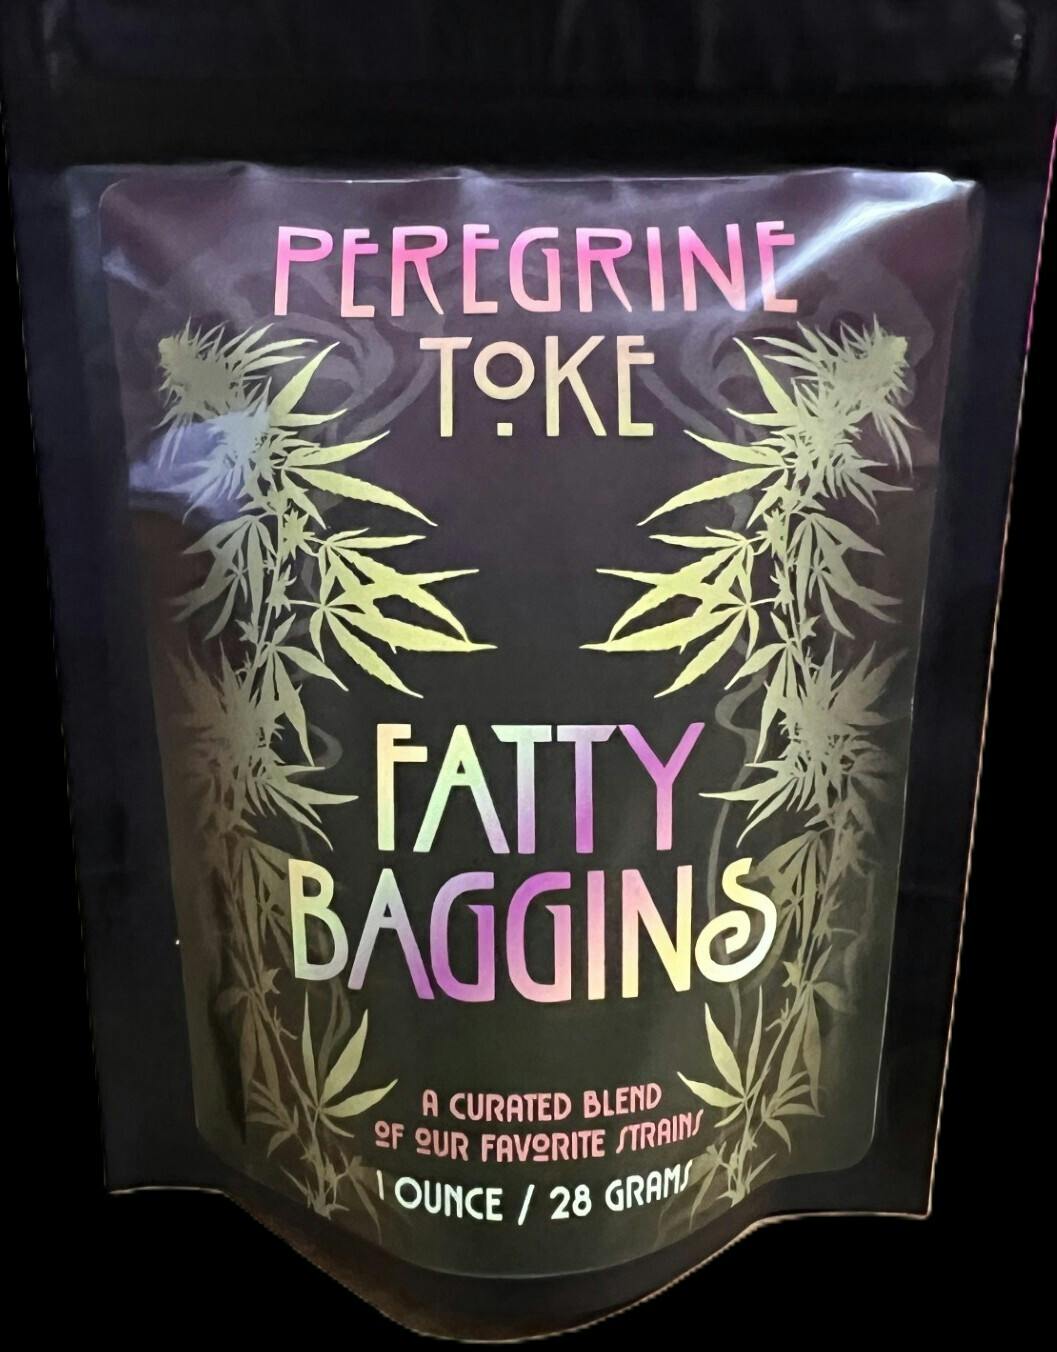 PEREGRINE
TOKE
FATTY
BAGGINS
A CURATED BLEND
OF OUR FAVORITE STRAINS
1 OUNCE / 28 GRAMS